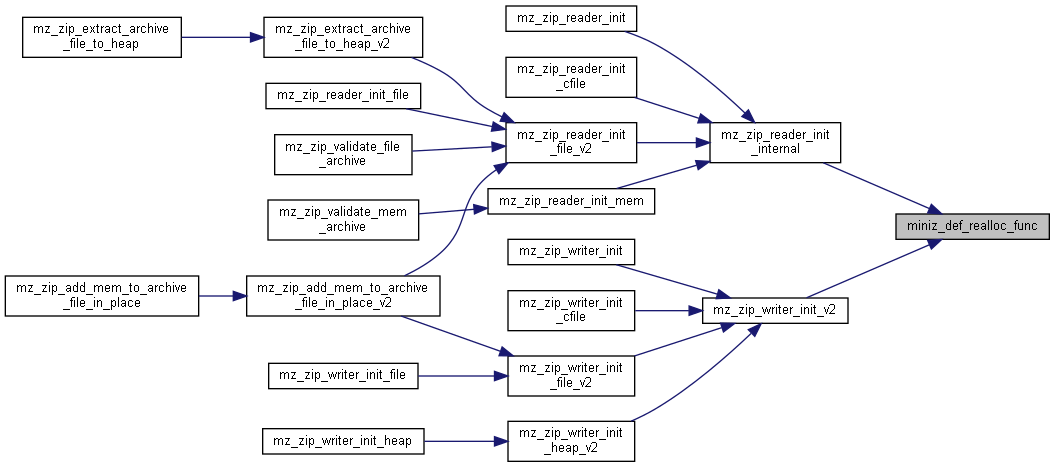 mz_zip_extract_archive
_file_to_heap
mz_zip_extract_archive
_file_to_heap_v2
mz_zip_reader_init
mz_zip_reader_init
_cfile
mz_zip_reader_init_file
mz_zip_reader_init
_file_v2
mz_zip_reader_init
_internal
mz_zip_validate_file
_archive
mz_zip_reader_init_mem
mz_zip_validate_mem
_archive
miniz_def_realloc_func
mz_zip_writer_init
mz_zip_add_mem_to_archive
_file_in_place
mz_zip_add_mem_to_archive
_file_in_place_v2
mz_zip_writer_init
_cfile
mz_zip_writer_init_v2
mz_zip_writer_init_file
mz_zip_writer_init
_file_v2
mz_zip_writer_init_heap
mz_zip_writer_init
_heap_v2